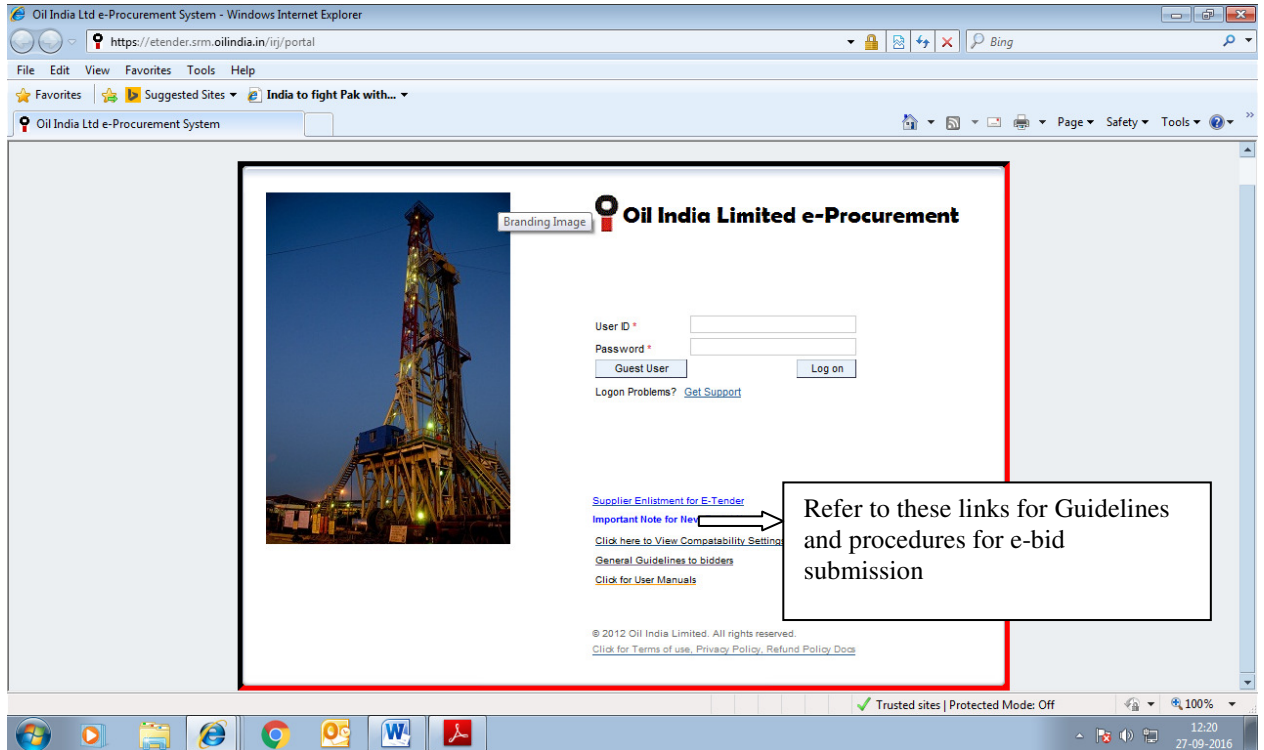 Oil India Ltd e-Procurement System - Windows Internet Explorer
https://etender.srm.oilindia.in/irj/portal
Bing
File Edit View Favorites Tools Help
Favorites Suggested Sites India to fight Pak with...
Oil India Ltd e-Procurement System
Page Safety Tools
Branding Image
Oil India Limited e-Procurement
User ID *
Password *
Guest User Log on
Logon Problems? Get Support
Supplier Enlistment for E-Tender
Important Note for
Click here to View Compatability Settings
General Guidelines to bidders
Click for User Manuals
Refer to these links for Guidelines
and procedures for e-bid
submission
© 2012 Oil India Limited. All rights reserved.
Click for Terms of use, Privacy Policy, Refund Policy Docs
Trusted sites | Protected Mode: Off 100%
12:20
27-09-2016